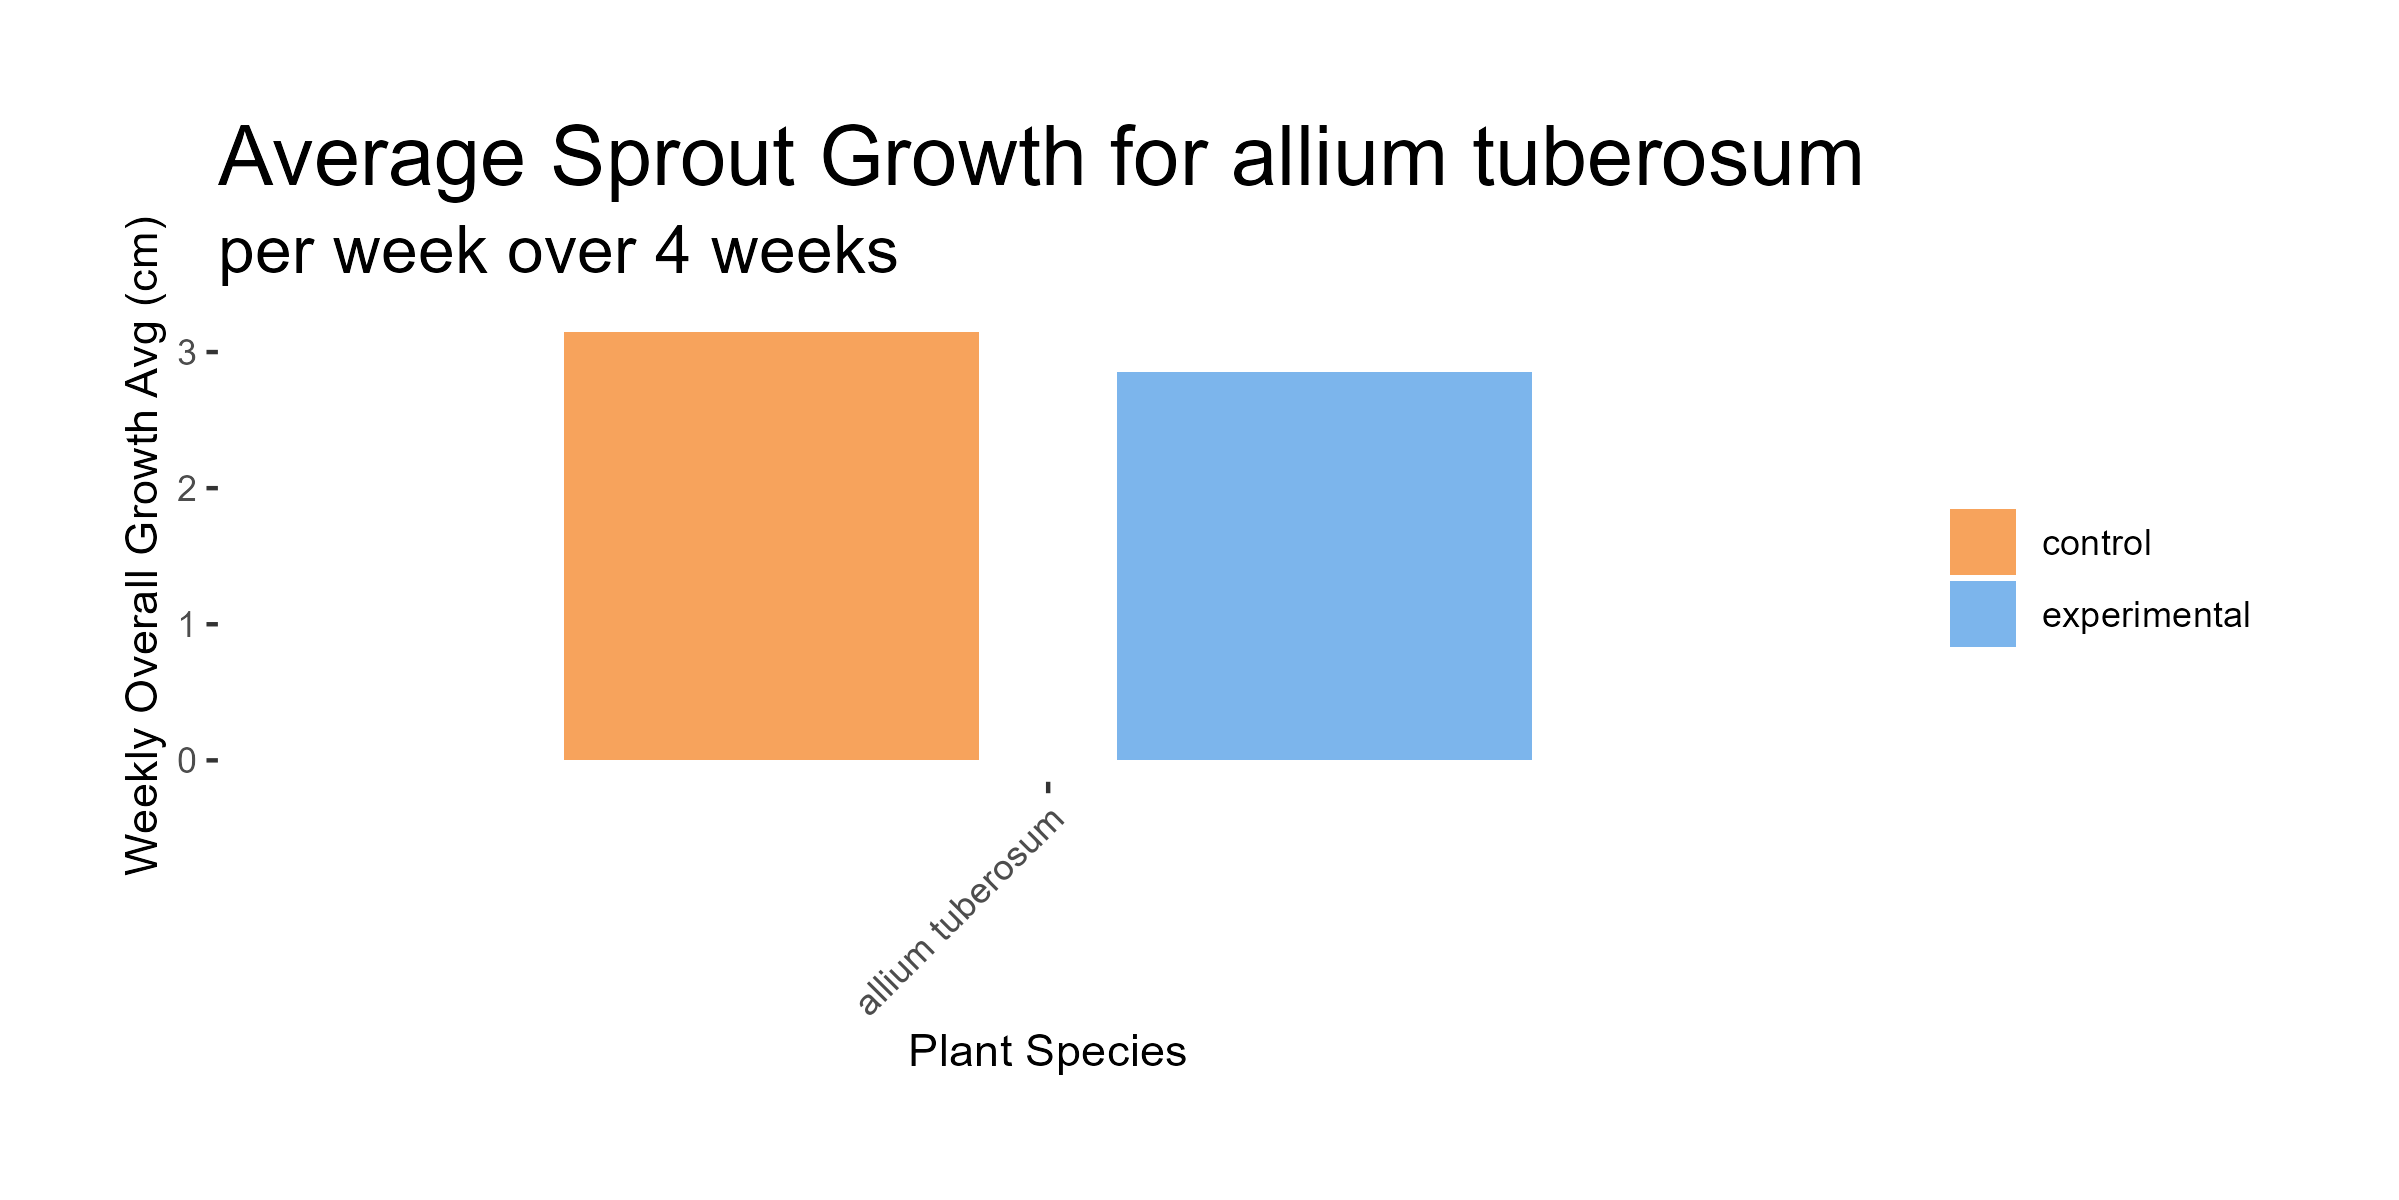 Average Sprout Growth for allium tuberosum
per week over 4 weeks
Weekly Overall Growth Avg (cm)
3
2
1
0
allium tuberosum
Plant Species
control
experimental